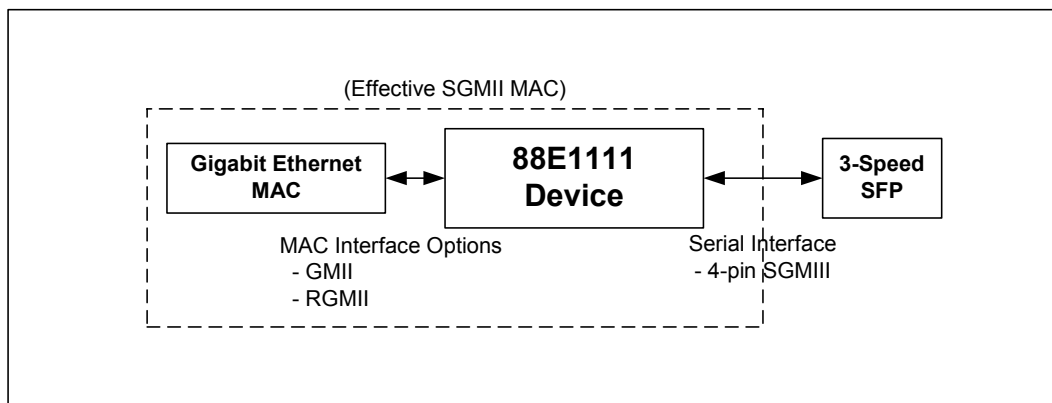 (Effective SGMII MAC)
Gigabit Ethernet
MAC
88E1111
Device
3-Speed
SFP
MAC Interface Options
- GMII
- RGMII
Serial Interface
- 4-pin SGMIII